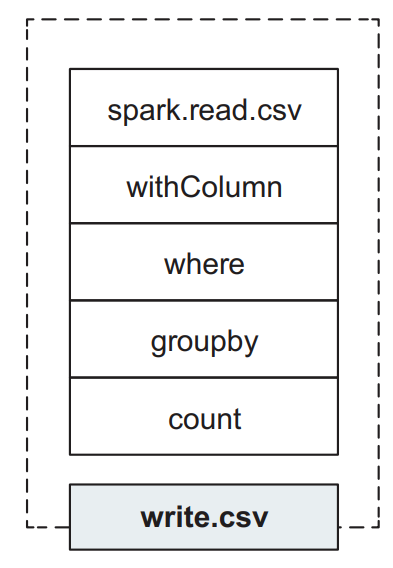 spark.read.csv
withColumn
where
groupby
count
write.csv